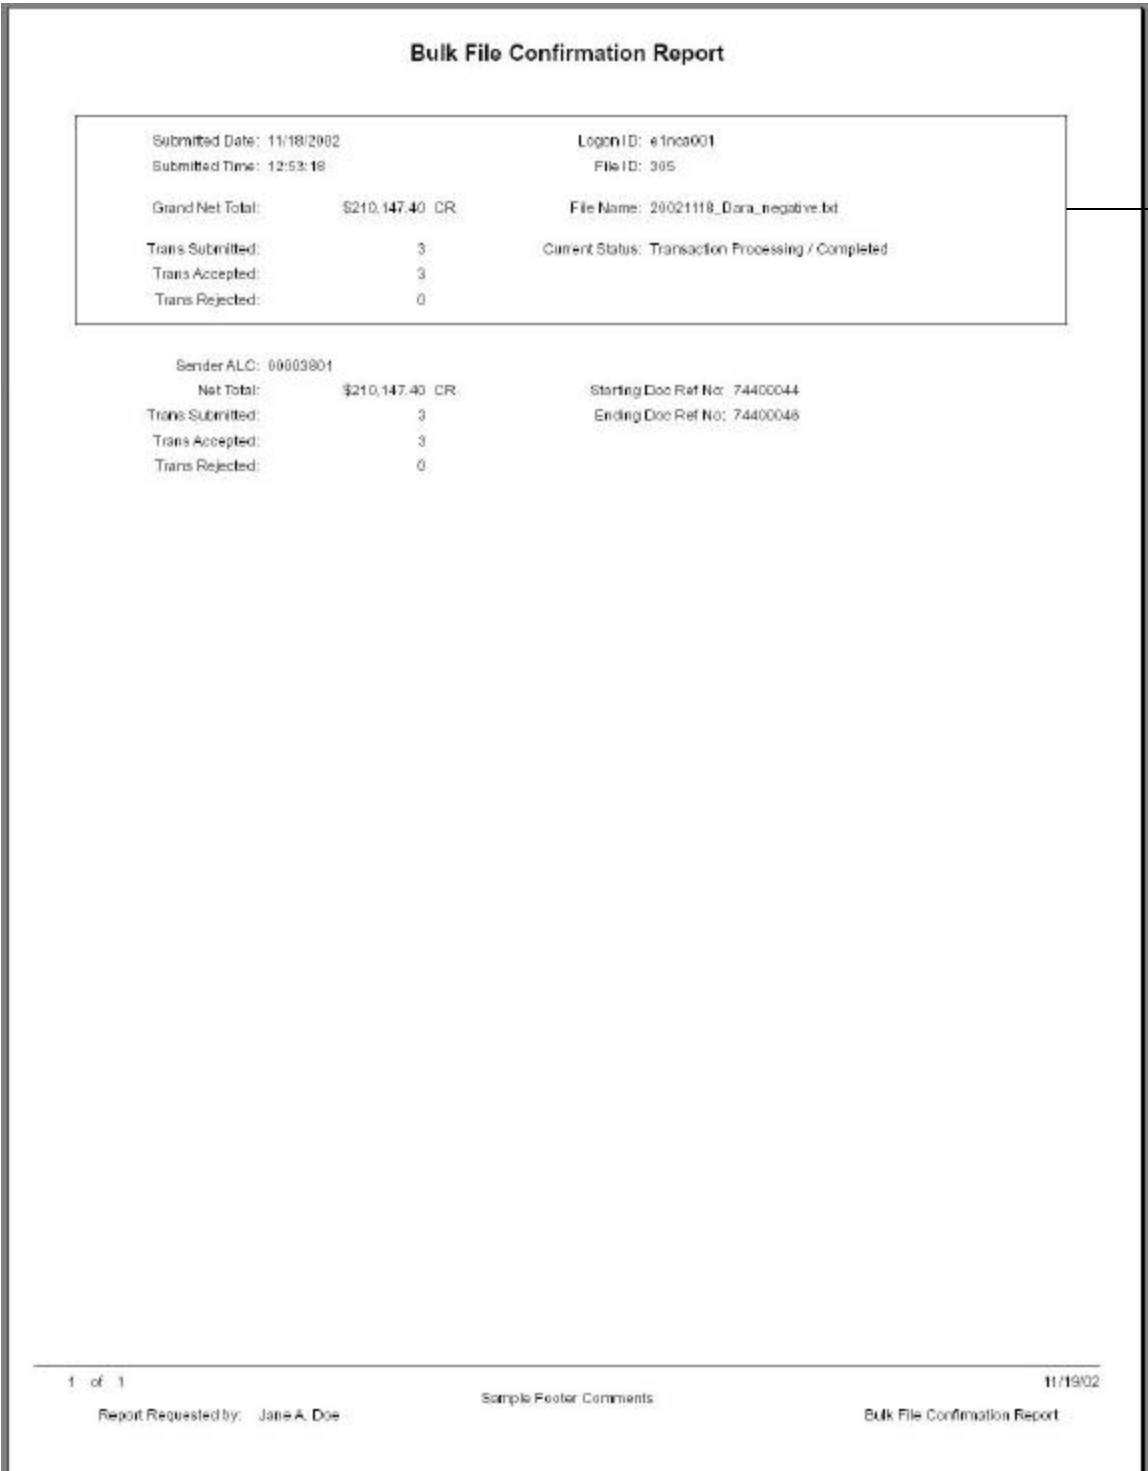 Bulk File Confirmation Report
Submitted Date: 11/18/2002 Logon ID: e1nca001
Submitted Time: 12:53:18 File ID: 365
Grand Net Total: $210,147.40 CR File Name: 20021118_Dara_negative.txt
Trans Submitted: 3 Current Status: Transaction Processing / Completed
Trans Accepted: 3
Trans Rejected: 0
Sender ALC: 00003801
Net Total: $210,147.40 CR Starting Doc Ref No: 74400044
Trans Submitted: 3 Ending Doc Ref No: 74400046
Trans Accepted: 3
Trans Rejected: 0
1 of 1 11/19/02
Sample Footer Comments
Report Requested by: Jane A. Doe Bulk File Confirmation Report